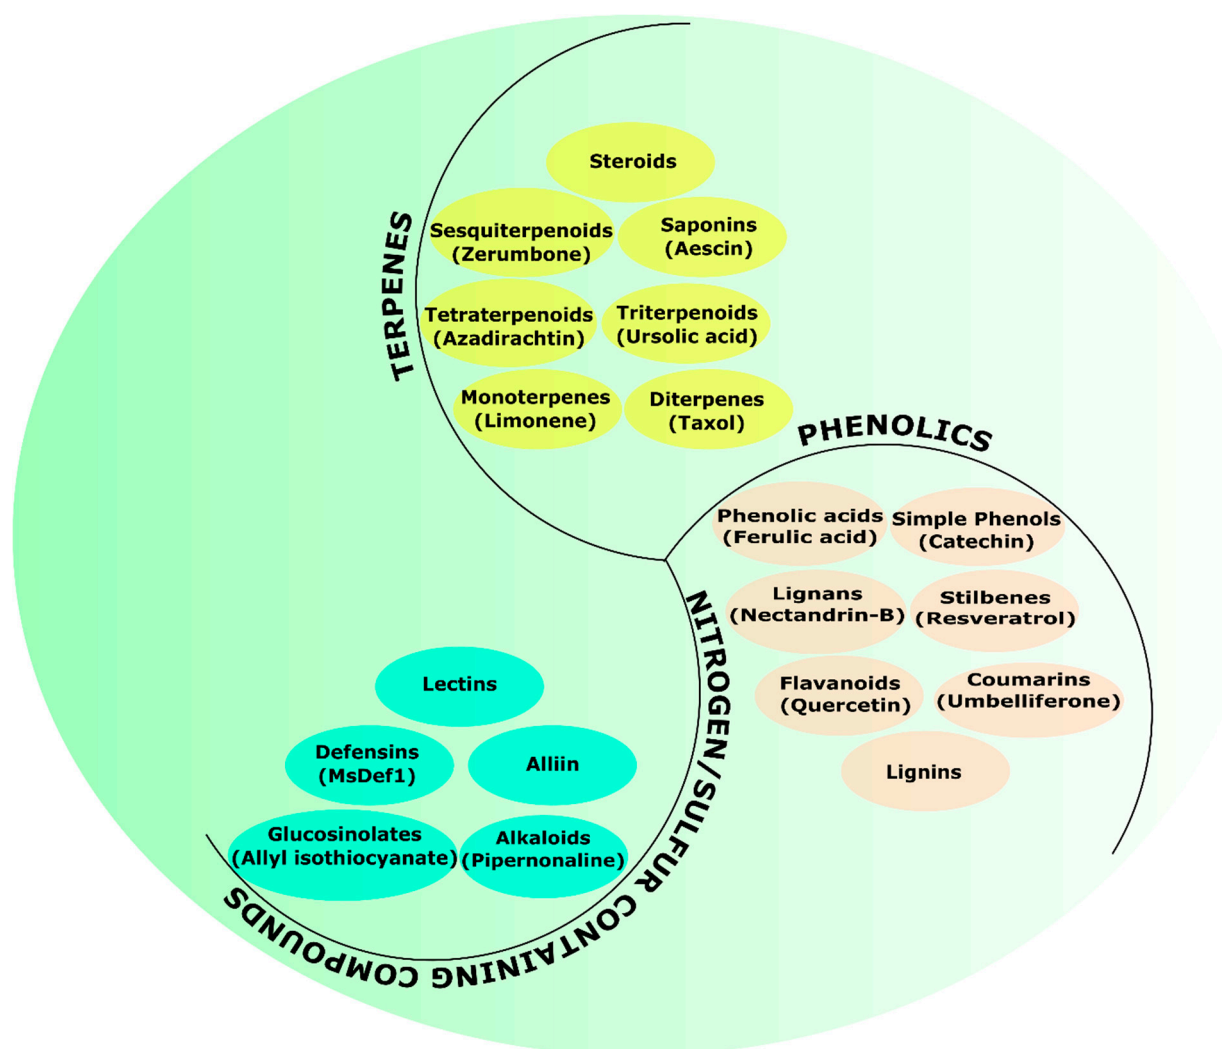 TERPENES
Steroids
Sesquiterpenoids
(Zerumbone)
Saponins
(Aescin)
Tetraterpenoids
(Azadirachtin)
Triterpenoids
(Ursolic acid)
Monoterpenes
(Limonene)
Diterpenes
(Taxol)
PHENOLICS
Phenolic acids
(Ferulic acid)
Simple Phenols
(Catechin)
Lignans
(Nectandrin-B)
Stilbenes
(Resveratrol)
Flavanoids
(Quercetin)
Coumarins
(Umbelliferone)
Lignins
NITROGEN/SULFUR CONTAINING COMPOUNDS
Lectins
Defensins
(MsDef1)
Alliin
Glucosinolates
(Allyl isothiocyanate)
Alkaloids
(Pipernonaline)